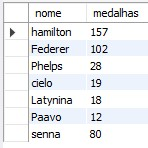 nome medalhas
hamilton 157
Federer 102
Phelps 28
cielo 19
Latynina 18
Paavo 12
senna 80